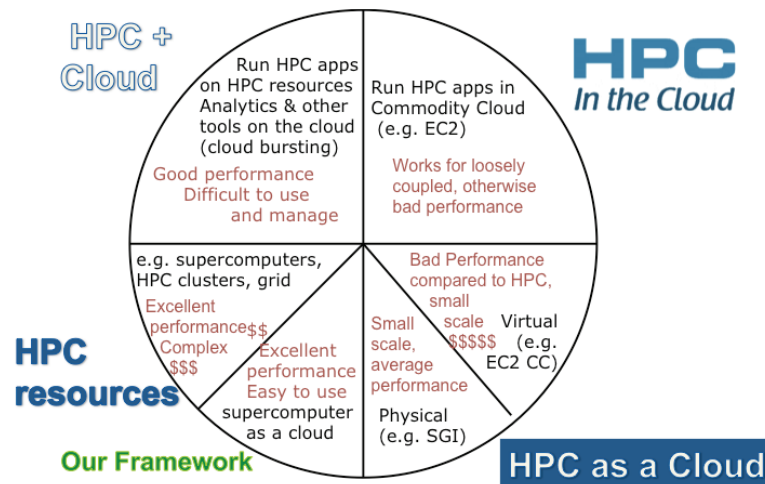 HPC +
Cloud
Run HPC apps
on HPC resources
Analytics & other
tools on the cloud
(cloud bursting)
Good performance
Difficult to use
and manage
HPC
In the Cloud
Run HPC apps in
Commodity Cloud
(e.g. EC2)
Works for loosely
coupled, otherwise
bad performance
e.g. supercomputers,
HPC clusters, grid
Excellent
performance
Complex
$$$
HPC
resources
$$
Excellent
performance
Easy to use
supercomputer
as a cloud
Our Framework
Small
scale,
average
performance
Physical
(e.g. SGI)
Bad Performance
compared to HPC,
small
scale
$$$$$
Virtual
(e.g.
EC2 CC)
HPC as a Cloud